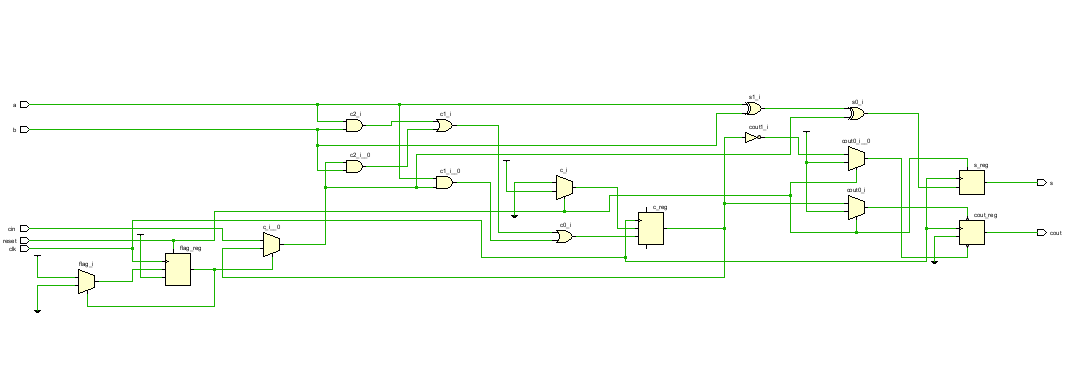 s1_i
a
s0_i
c2_i
c1_i
b
cout1_i
cout0_i__0
c2_i__0
c1_i__0
c_i
s_reg
s
cout0_i
c_reg
cout_reg
cin
c_i__0
c0_i
cout
reset
clk
flag_reg
flag_i